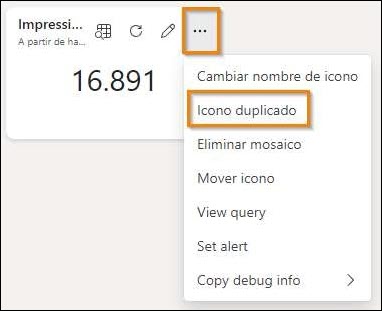 Impressi...
A partir de ha...
...
16.891
Cambiar nombre de icono
Icono duplicado
Eliminar mosaico
Mover icono
View query
Set alert
Copy debug info